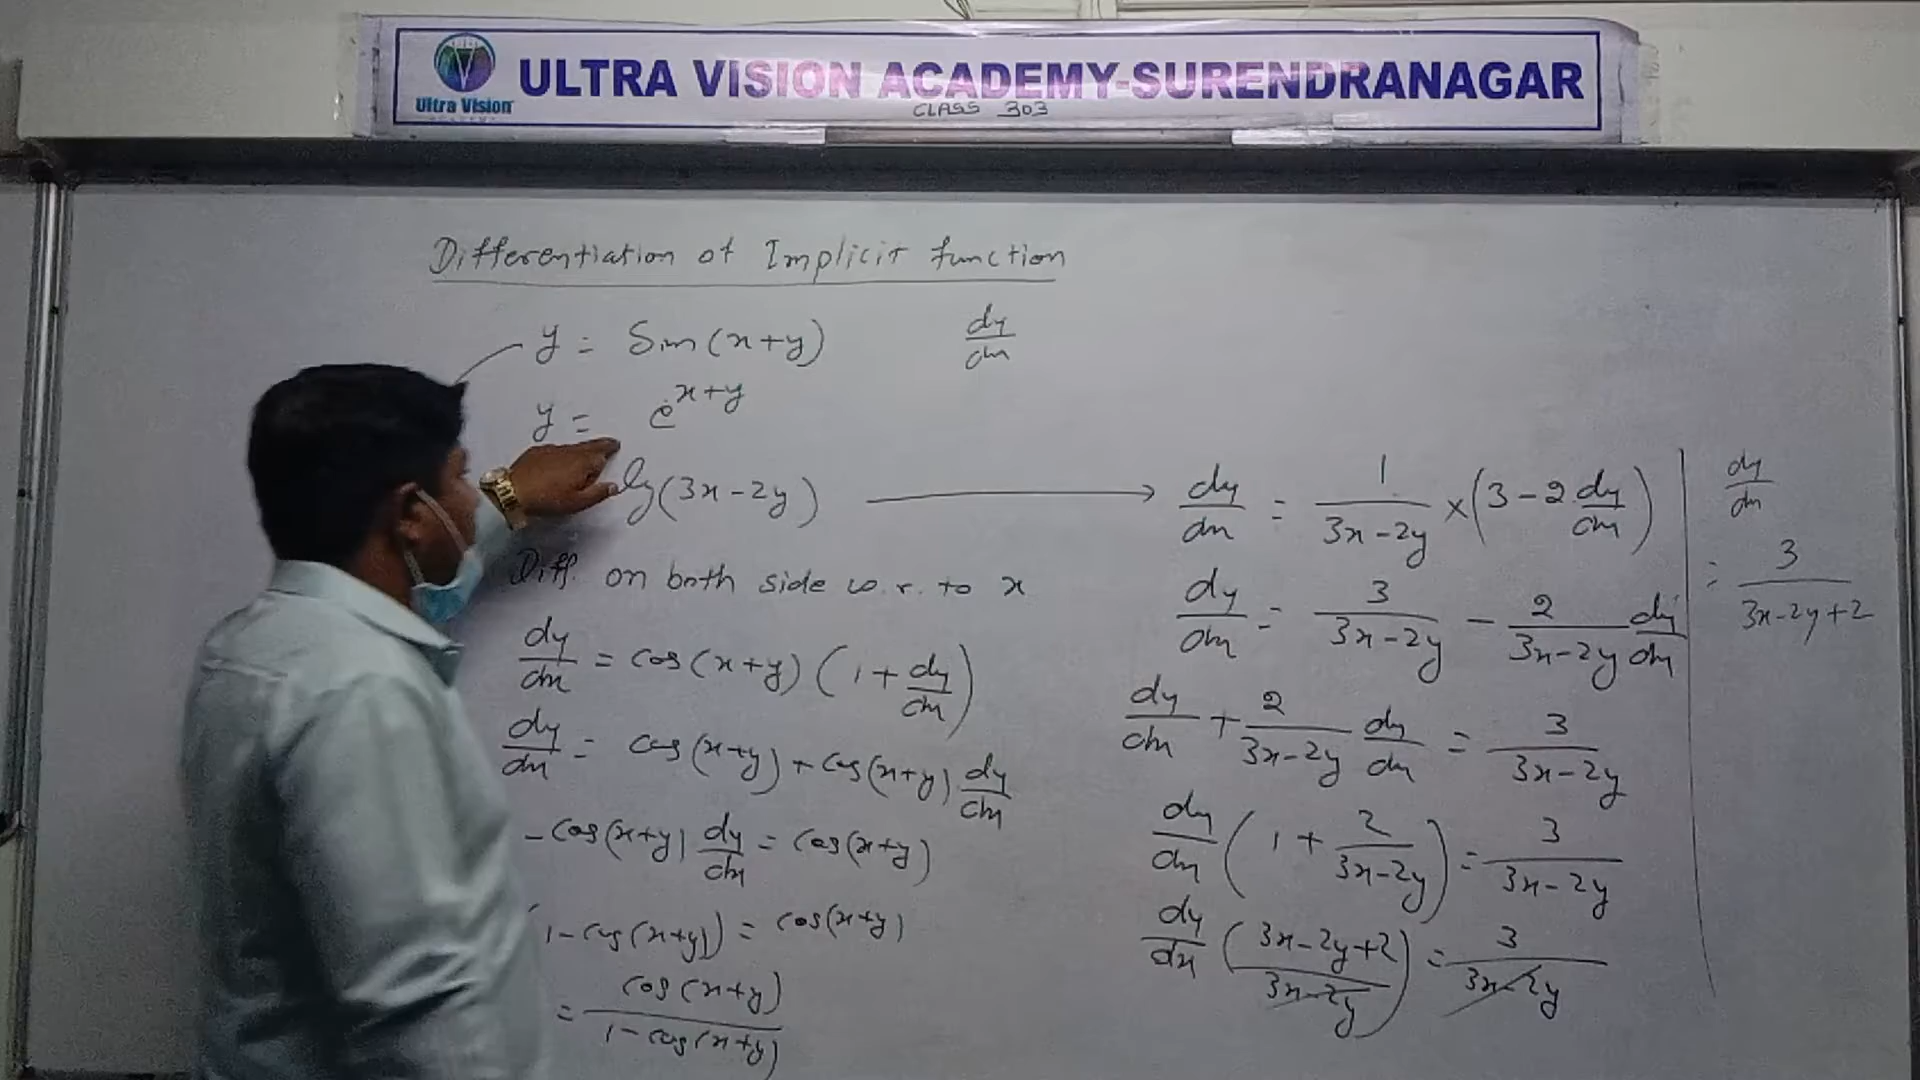 Ultra Vision
ACADEMY
ULTRA VISION ACADEMY-SURENDRANAGAR
CLASS 303
Differentiation of Implicit function
y = Sin(x+y) dy/dx
y = e^(x+y)
log(3x-2y) →
Diff. on both side w.r. to x
dy/dx = cos(x+y) (1 + dy/dx)
dy/dx = cos(x+y) + cos(x+y) dy/dx
- cos(x+y) dy/dx = cos(x+y)
(1 - cos(x+y)) = cos(x+y)
= cos(x+y) / 1 - cos(x+y)
dy/dx = 1/3x-2y × (3 - 2 dy/dx)
dy/dx = 3/3x-2y - 2/3x-2y dy/dx
dy/dx + 2/3x-2y dy/dx = 3/3x-2y
dy/dx (1 + 2/3x-2y) = 3/3x-2y
dy/dx (3x-2y+2/3x-2y) = 3/3x-2y
dy/dx
= 3/3x-2y+2